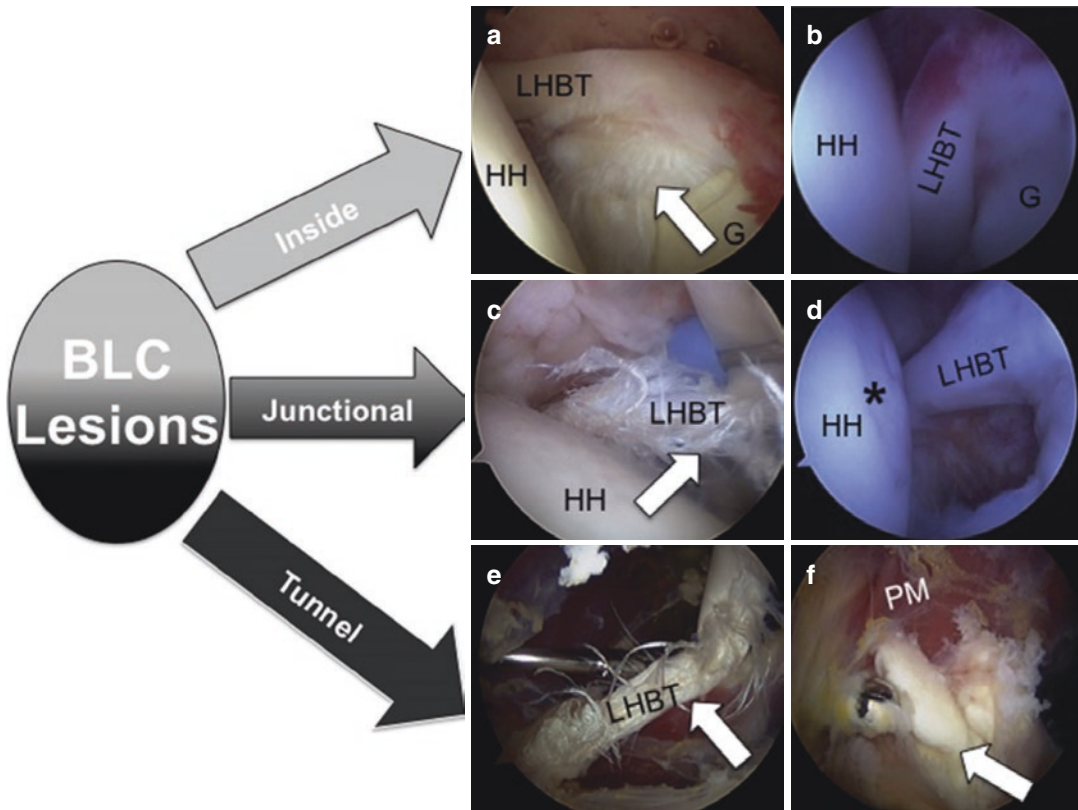 BLC
Lesions
Inside
Junctional
Tunnel
a
LHBT
HH
G
b
HH
LHBT
G
c
LHBT
HH
d
LHBT
*
HH
e
LHBT
f
PM